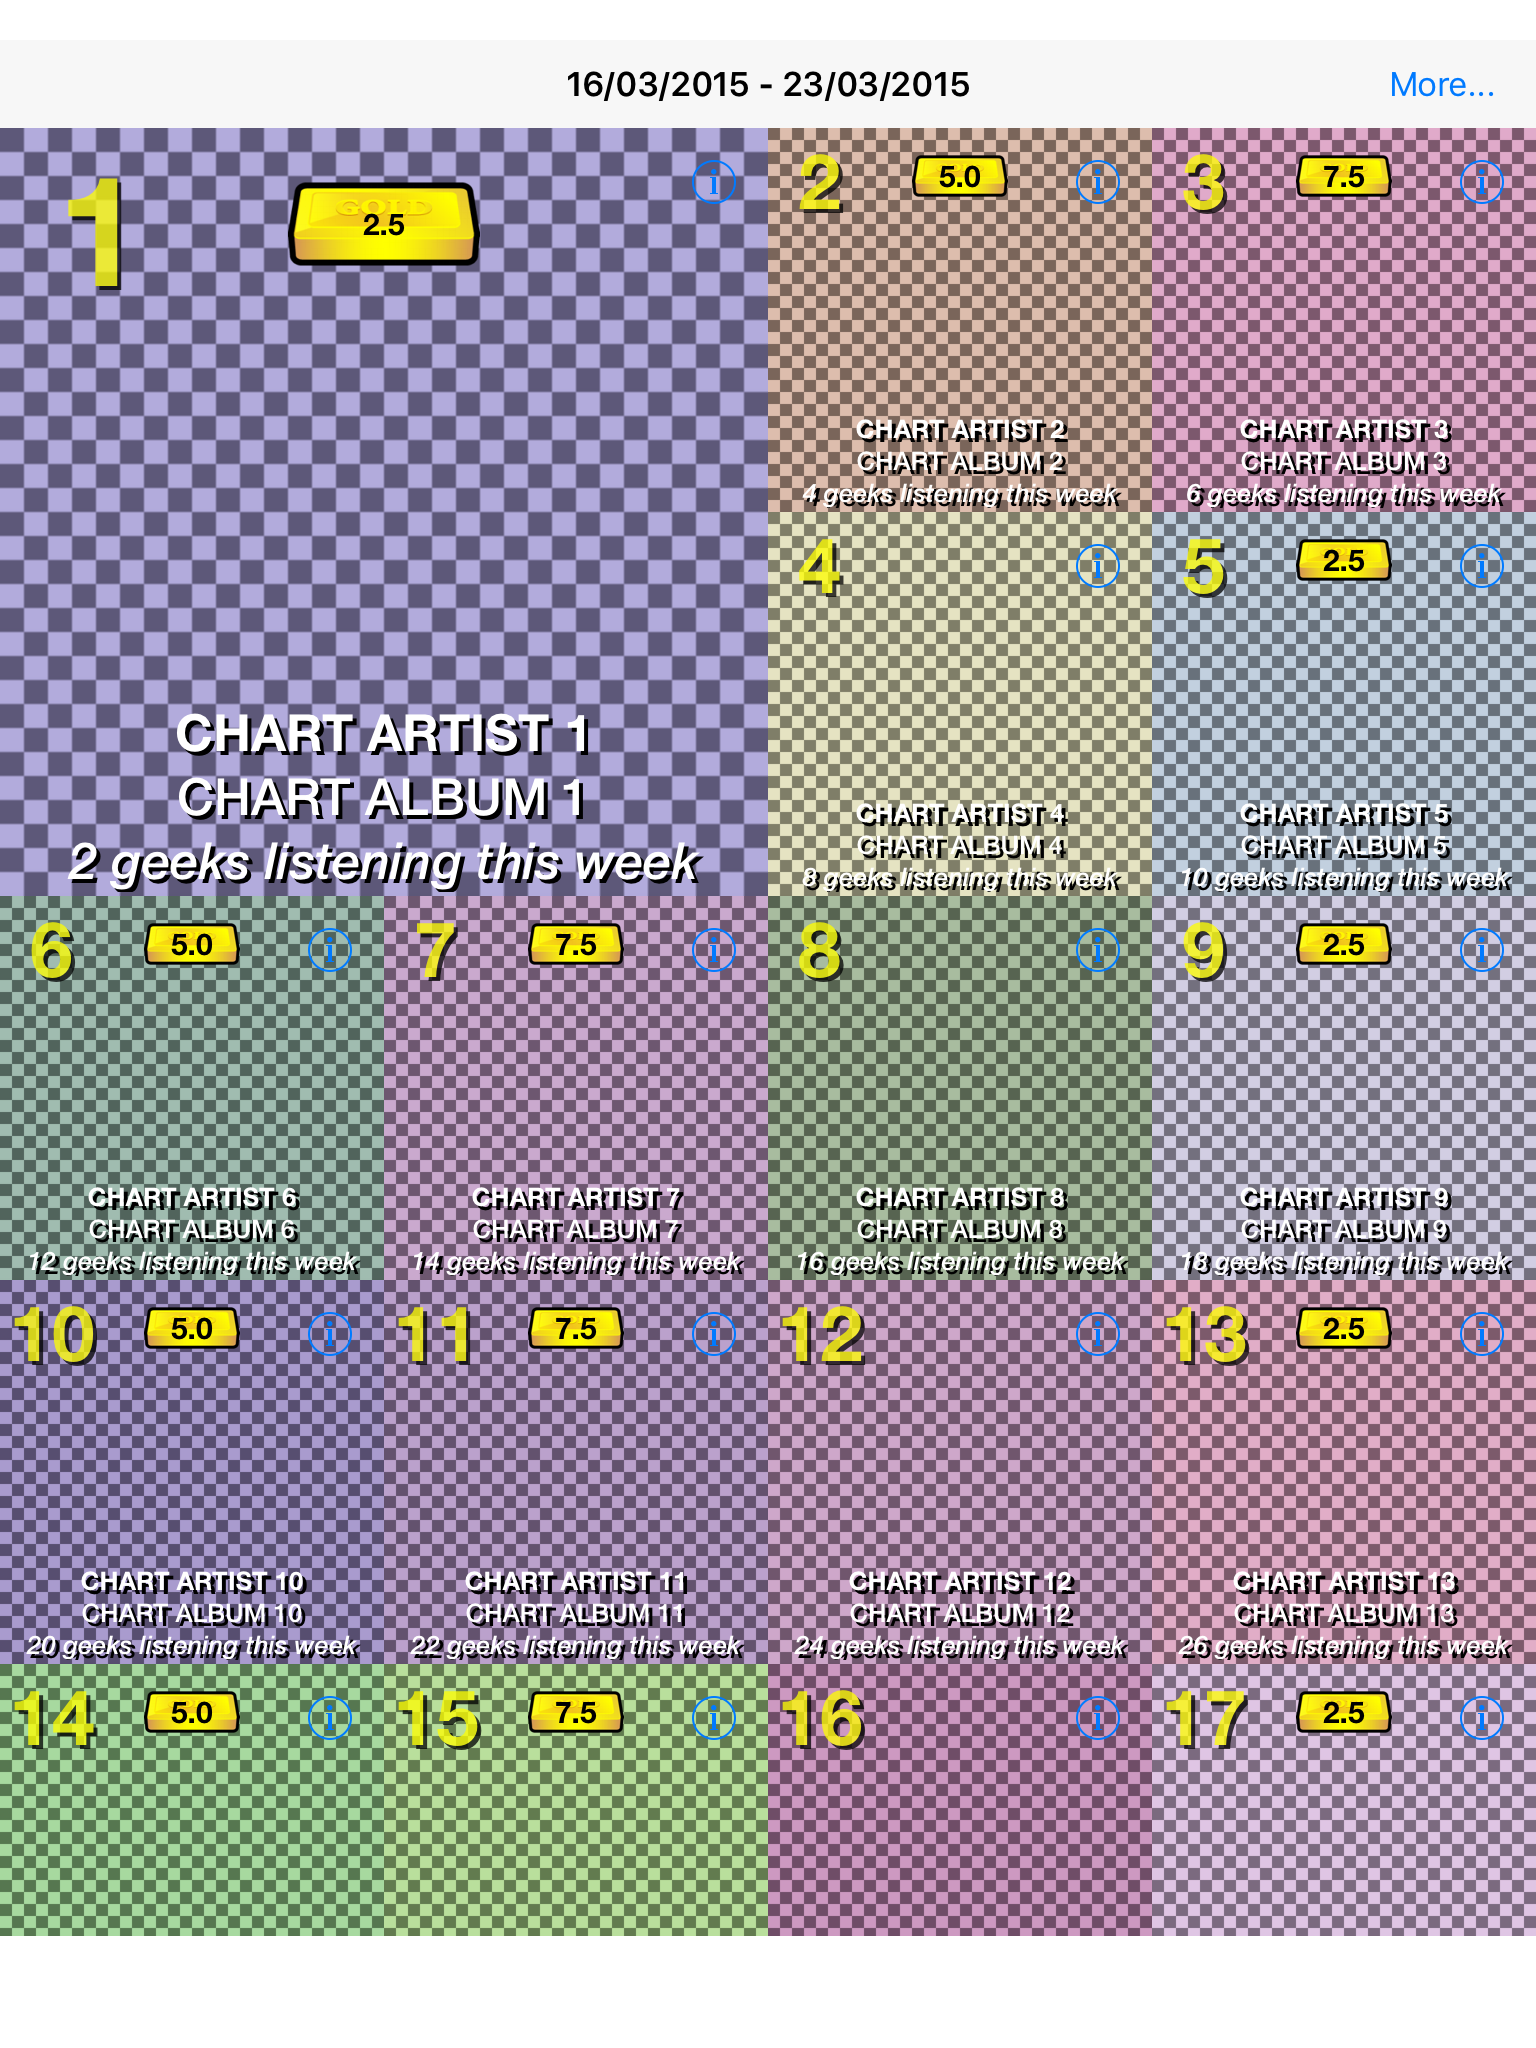 16/03/2015 - 23/03/2015
More...
1
GOLD
2.5
i
CHART ARTIST 1
CHART ALBUM 1
2 geeks listening this week
2
5.0
i
CHART ARTIST 2
CHART ALBUM 2
4 geeks listening this week
3
7.5
i
CHART ARTIST 3
CHART ALBUM 3
6 geeks listening this week
4
i
CHART ARTIST 4
CHART ALBUM 4
8 geeks listening this week
5
2.5
i
CHART ARTIST 5
CHART ALBUM 5
10 geeks listening this week
6
5.0
i
CHART ARTIST 6
CHART ALBUM 6
12 geeks listening this week
7
7.5
i
CHART ARTIST 7
CHART ALBUM 7
14 geeks listening this week
8
i
CHART ARTIST 8
CHART ALBUM 8
16 geeks listening this week
9
2.5
i
CHART ARTIST 9
CHART ALBUM 9
18 geeks listening this week
10
5.0
i
CHART ARTIST 10
CHART ALBUM 10
20 geeks listening this week
11
7.5
i
CHART ARTIST 11
CHART ALBUM 11
22 geeks listening this week
12
i
CHART ARTIST 12
CHART ALBUM 12
24 geeks listening this week
13
2.5
i
CHART ARTIST 13
CHART ALBUM 13
26 geeks listening this week
14
5.0
i
15
7.5
i
16
i
17
2.5
i